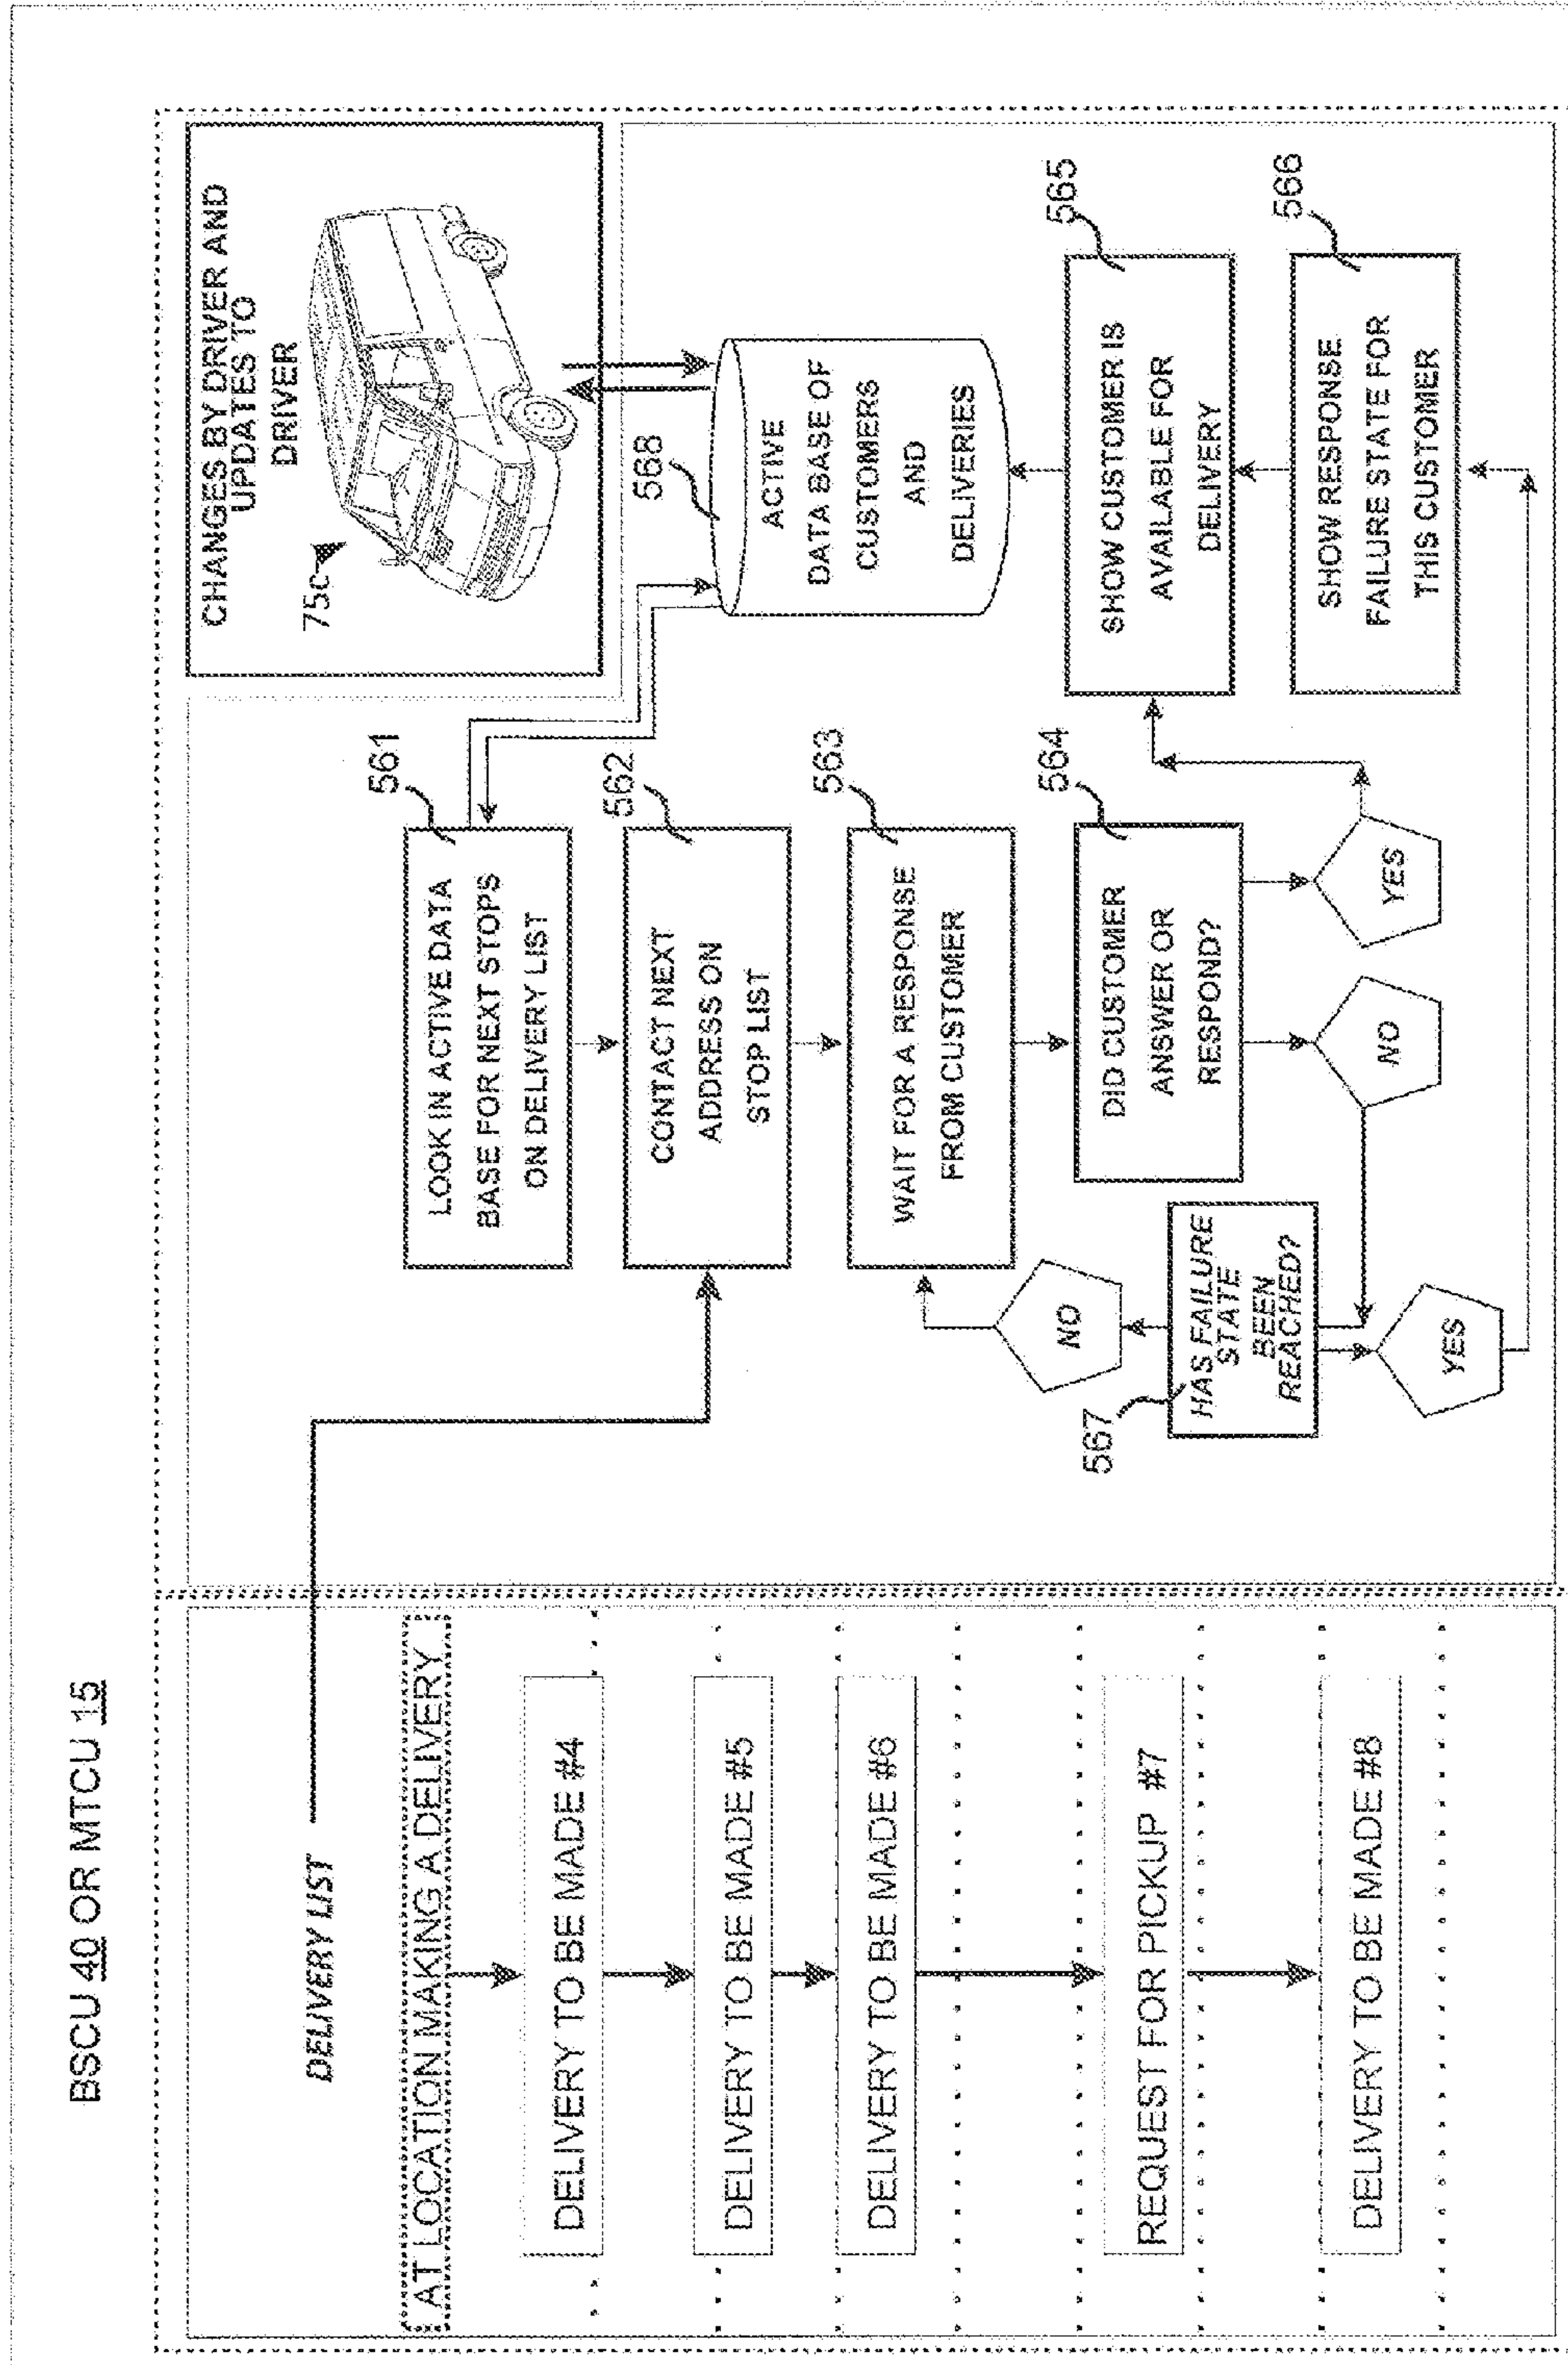 BSCU 40 OR MTCU 15
DELIVERY LIST
AT LOCATION MAKING A DELIVERY
DELIVERY TO BE MADE #4
DELIVERY TO BE MADE #5
DELIVERY TO BE MADE #6
REQUEST FOR PICKUP #7
DELIVERY TO BE MADE #8
561
LOOK IN ACTIVE DATA
BASE FOR NEXT STOPS
ON DELIVERY LIST
562
CONTACT NEXT
ADDRESS ON
STOP LIST
563
WAIT FOR A RESPONSE
FROM CUSTOMER
564
DID CUSTOMER
ANSWER OR
RESPOND?
NO
YES
567
HAS FAILURE
STATE
BEEN
REACHED?
NO
YES
CHANGES BY DRIVER AND
UPDATES TO
DRIVER
75c
568
ACTIVE
DATA BASE OF
CUSTOMERS
AND
DELIVERIES
565
SHOW CUSTOMER IS
AVAILABLE FOR
DELIVERY
566
SHOW RESPONSE
FAILURE STATE FOR
THIS CUSTOMER